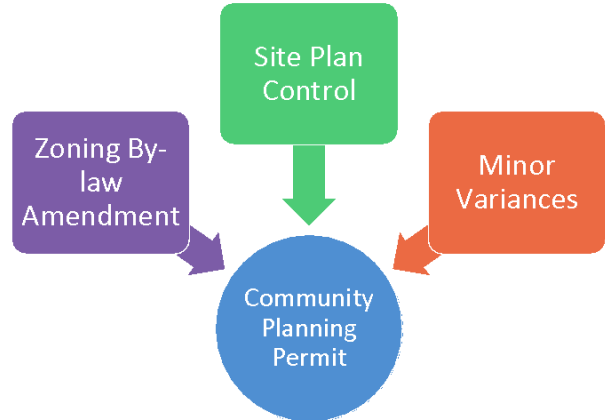 Site Plan
Control
Zoning By-
law
Amendment
Minor
Variances
Community
Planning
Permit